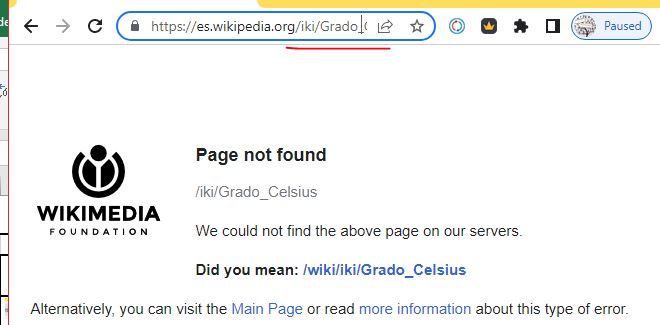 https://es.wikipedia.org/iki/Grado_
Paused
Page not found
/iki/Grado_Celsius
WIKIMEDIA
FOUNDATION
We could not find the above page on our servers.
Did you mean: /wiki/iki/Grado_Celsius
Alternatively, you can visit the Main Page or read more information about this type of error.